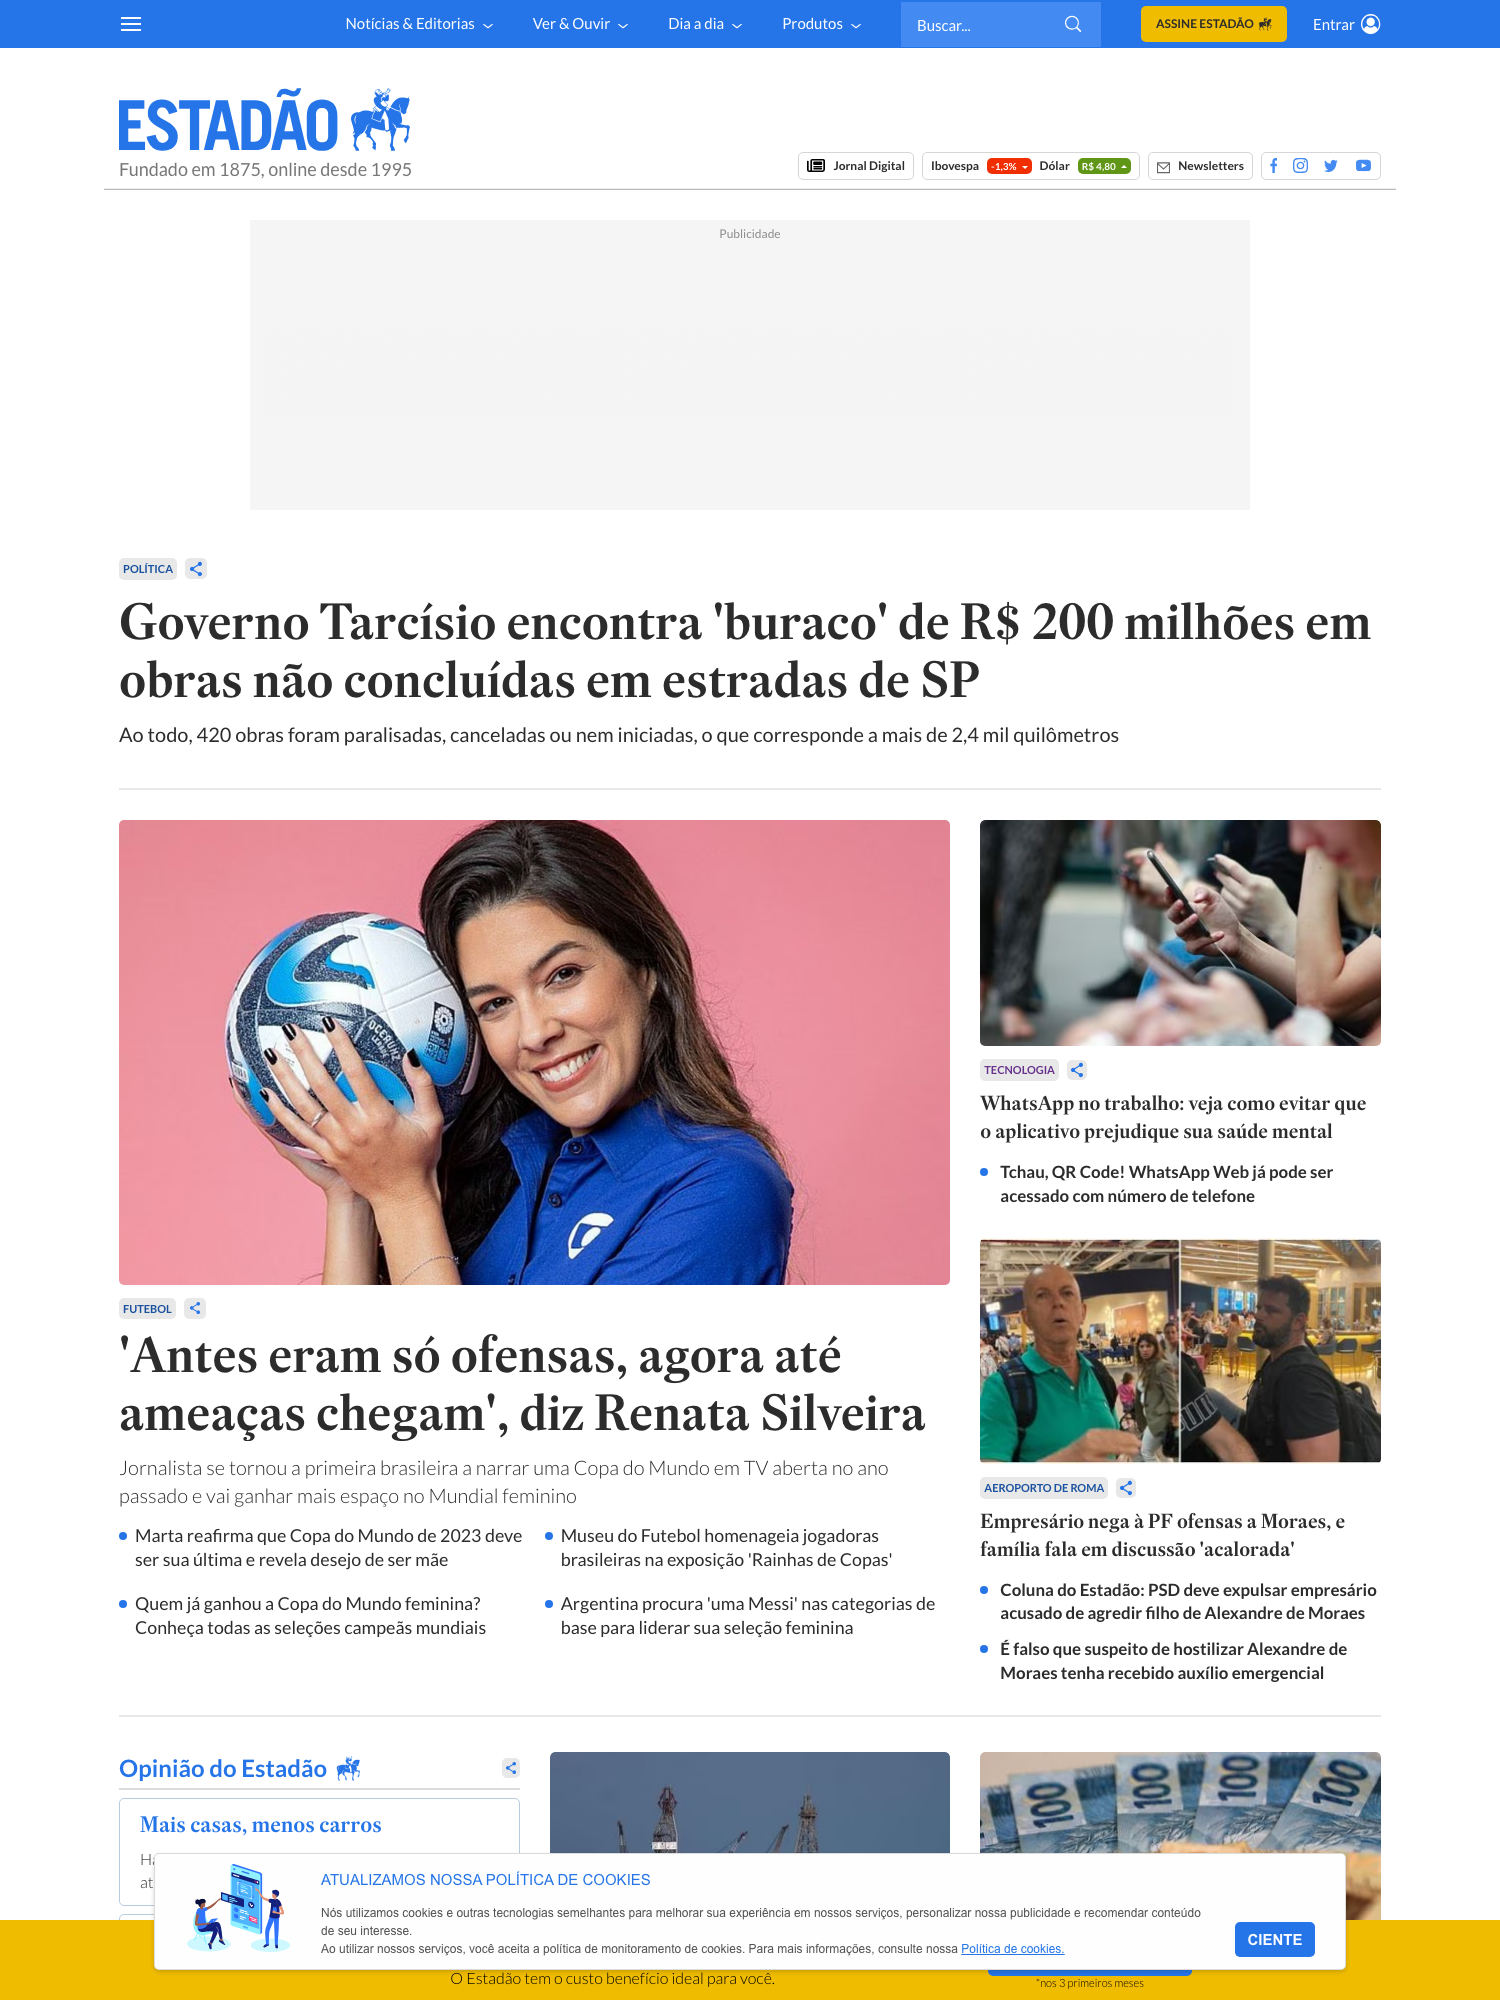 Notícias & Editorias
Ver & Ouvir
Dia a dia
Produtos
Buscar...
ASSINE ESTADÃO
Entrar
ESTADÃO
Fundado em 1875, online desde 1995
Jornal Digital
Ibovespa -1,3% Dólar R$ 4,80
Newsletters
Publicidade
POLÍTICA
Governo Tarcísio encontra 'buraco' de R$ 200 milhões em
obras não concluídas em estradas de SP
Ao todo, 420 obras foram paralisadas, canceladas ou nem iniciadas, o que corresponde a mais de 2,4 mil quilômetros
OCEAUNZ
FUTEBOL
'Antes eram só ofensas, agora até
ameaças chegam', diz Renata Silveira
Jornalista se tornou a primeira brasileira a narrar uma Copa do Mundo em TV aberta no ano
passado e vai ganhar mais espaço no Mundial feminino
Marta reafirma que Copa do Mundo de 2023 deve
ser sua última e revela desejo de ser mãe
Museu do Futebol homenageia jogadoras
brasileiras na exposição 'Rainhas de Copas'
Quem já ganhou a Copa do Mundo feminina?
Conheça todas as seleções campeãs mundiais
Argentina procura 'uma Messi' nas categorias de
base para liderar sua seleção feminina
TECNOLOGIA
WhatsApp no trabalho: veja como evitar que
o aplicativo prejudique sua saúde mental
Tchau, QR Code! WhatsApp Web já pode ser
acessado com número de telefone
AEROPORTO DE ROMA
Empresário nega à PF ofensas a Moraes, e
família fala em discussão 'acalorada'
Coluna do Estadão: PSD deve expulsar empresário
acusado de agredir filho de Alexandre de Moraes
É falso que suspeito de hostilizar Alexandre de
Moraes tenha recebido auxílio emergencial
Opinião do Estadão
Mais casas, menos carros
100 100 100 100
ATUALIZAMOS NOSSA POLÍTICA DE COOKIES
Nós utilizamos cookies e outras tecnologias semelhantes para melhorar sua experiência em nossos serviços, personalizar nossa publicidade e recomendar conteúdo
de seu interesse.
Ao utilizar nossos serviços, você aceita a política de monitoramento de cookies. Para mais informações, consulte nossa Política de cookies.
CIENTE
O Estadão tem o custo benefício ideal para você.
*nos 3 primeiros meses